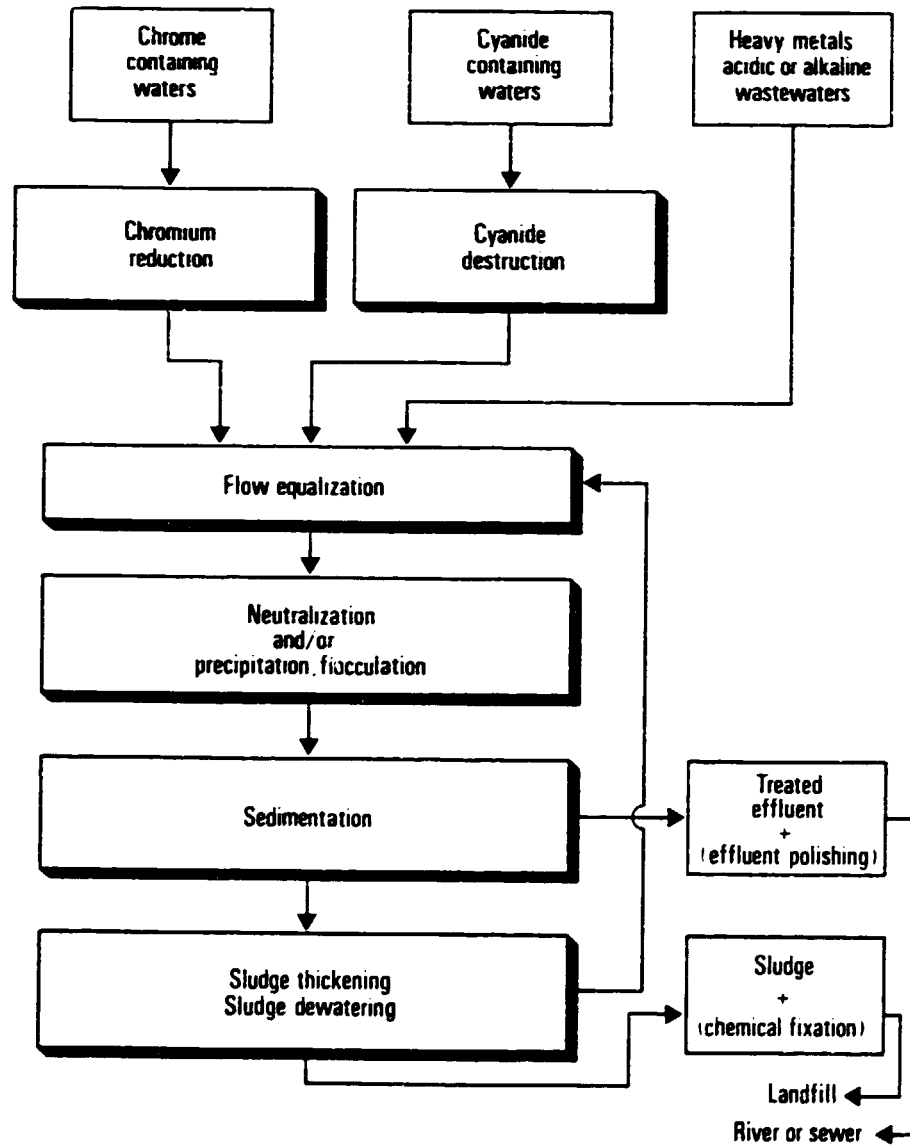 Chrome
containing
waters
Cyanide
containing
waters
Heavy metals
acidic or alkaline
wastewaters
Chromium
reduction
Cyanide
destruction
Flow equalization
Neutralization
and/or
precipitation, flocculation
Sedimentation
Treated
effluent
+
(effluent polishing)
Sludge thickening
Sludge dewatering
Sludge
+
(chemical fixation)
Landfill
River or sewer